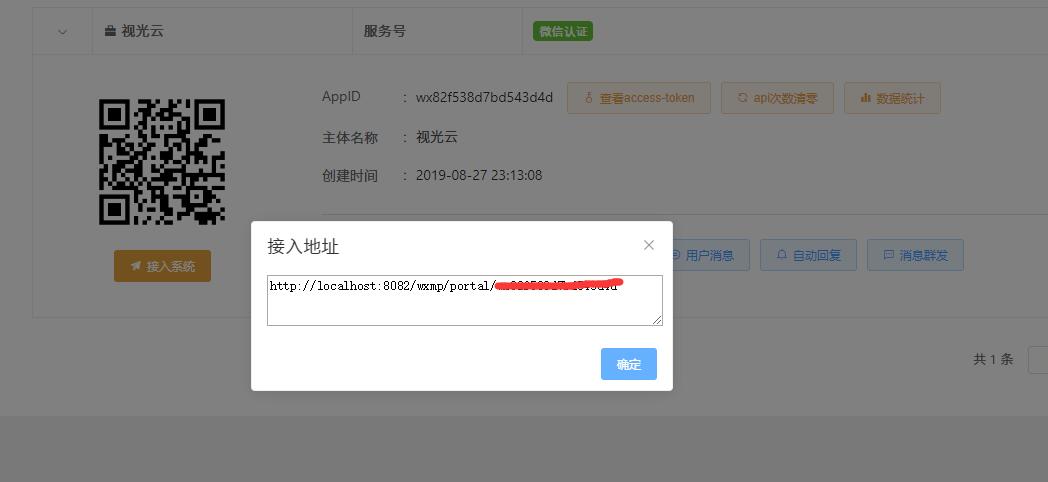 视光云
服务号
微信认证
AppID : wx82f538d7bd543d4d
查看access-token
api次数清零
数据统计
主体名称 : 视光云
创建时间 : 2019-08-27 23:13:08
接入系统
接入地址
http://localhost:8082/wxmp/portal/
确定
用户消息
自动回复
消息群发
共 1 条